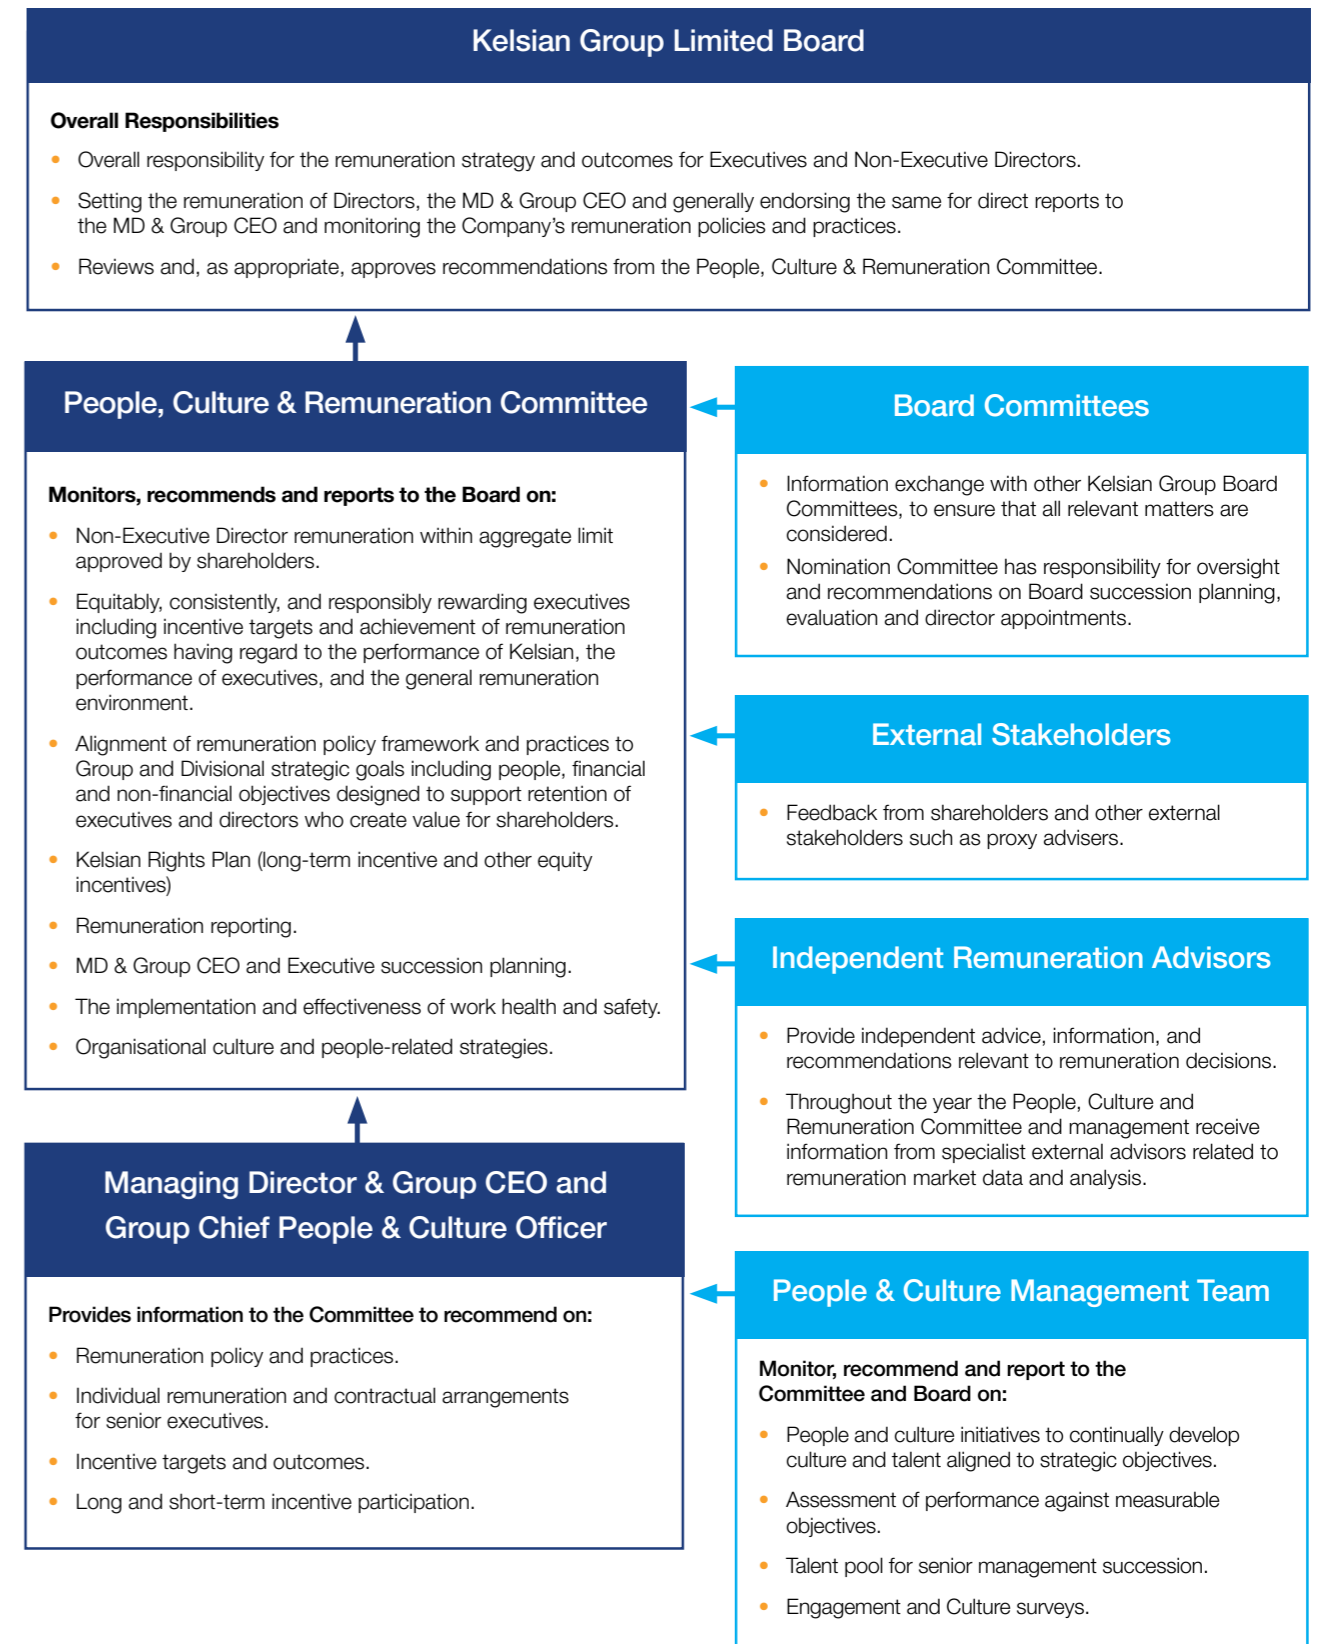 Kelsian Group Limited Board
Overall Responsibilities
• Overall responsibility for the remuneration strategy and outcomes for Executives and Non-Executive Directors.
• Setting the remuneration of Directors, the MD & Group CEO and generally endorsing the same for direct reports to
the MD & Group CEO and monitoring the Company's remuneration policies and practices.
• Reviews and, as appropriate, approves recommendations from the People, Culture & Remuneration Committee.
People, Culture & Remuneration Committee
Monitors, recommends and reports to the Board on:
• Non-Executive Director remuneration within aggregate limit
approved by shareholders.
• Equitably, consistently, and responsibly rewarding executives
including incentive targets and achievement of remuneration
outcomes having regard to the performance of Kelsian, the
performance of executives, and the general remuneration
environment.
• Alignment of remuneration policy framework and practices to
Group and Divisional strategic goals including people, financial
and non-financial objectives designed to support retention of
executives and directors who create value for shareholders.
• Kelsian Rights Plan (long-term incentive and other equity
incentives)
• Remuneration reporting.
• MD & Group CEO and Executive succession planning.
• The implementation and effectiveness of work health and safety.
• Organisational culture and people-related strategies.
Managing Director & Group CEO and
Group Chief People & Culture Officer
Provides information to the Committee to recommend on:
• Remuneration policy and practices.
• Individual remuneration and contractual arrangements
for senior executives.
• Incentive targets and outcomes.
• Long and short-term incentive participation.
Board Committees
• Information exchange with other Kelsian Group Board
Committees, to ensure that all relevant matters are
considered.
• Nomination Committee has responsibility for oversight
and recommendations on Board succession planning,
evaluation and director appointments.
External Stakeholders
• Feedback from shareholders and other external
stakeholders such as proxy advisers.
Independent Remuneration Advisors
• Provide independent advice, information, and
recommendations relevant to remuneration decisions.
• Throughout the year the People, Culture and
Remuneration Committee and management receive
information from specialist external advisors related to
remuneration market data and analysis.
People & Culture Management Team
Monitor, recommend and report to the
Committee and Board on:
• People and culture initiatives to continually develop
culture and talent aligned to strategic objectives.
• Assessment of performance against measurable
objectives.
• Talent pool for senior management succession.
• Engagement and Culture surveys.